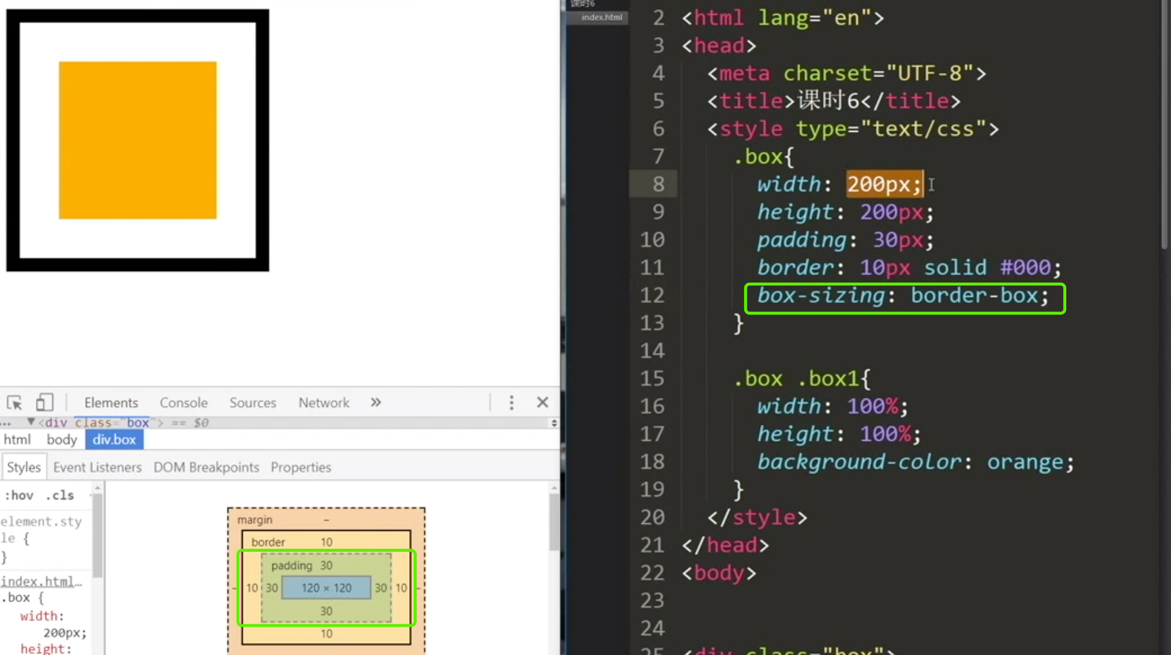 课时6
index.html
2 <html lang="en">
3 <head>
4 <meta charset="UTF-8">
5 <title>课时6</title>
6 <style type="text/css">
7 .box{
8 width: 200px;
9 height: 200px;
10 padding: 30px;
11 border: 10px solid #000;
12 box-sizing: border-box;
13 }
14
15 .box .box1{
16 width: 100%;
17 height: 100%;
18 background-color: orange;
19 }
20 </style>
21 </head>
22 <body>
23
24
25 <div class="box">
Elements Console Sources Network »
... ▼<div class="box"> == $0
html body div.box
Styles Event Listeners DOM Breakpoints Properties
:hov .cls
element.sty
le {
}
index.html…
.box {
width:
200px;
height:
margin –
border 10
padding 30
– 10 30 120 × 120 30 10 –
30
10